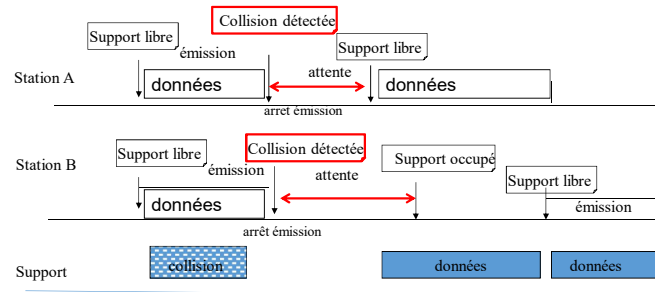 Collision détectée
Support libre
émission
Support libre
attente
Station A
données
données
arret émission
Support libre
émission
Collision détectée
attente
Support occupé
Station B
Support libre
émission
données
arrêt émission
Support
collision
données
données